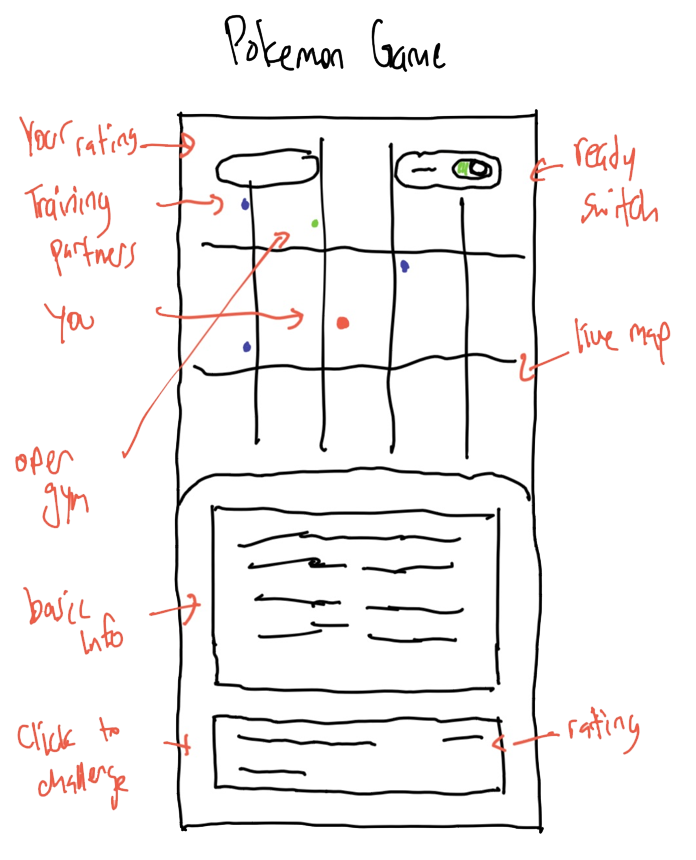 Pokemon Game
Your rating
ready
switch
Training
partners
You
live map
open
gym
basic
info
Click to
challenge
rating